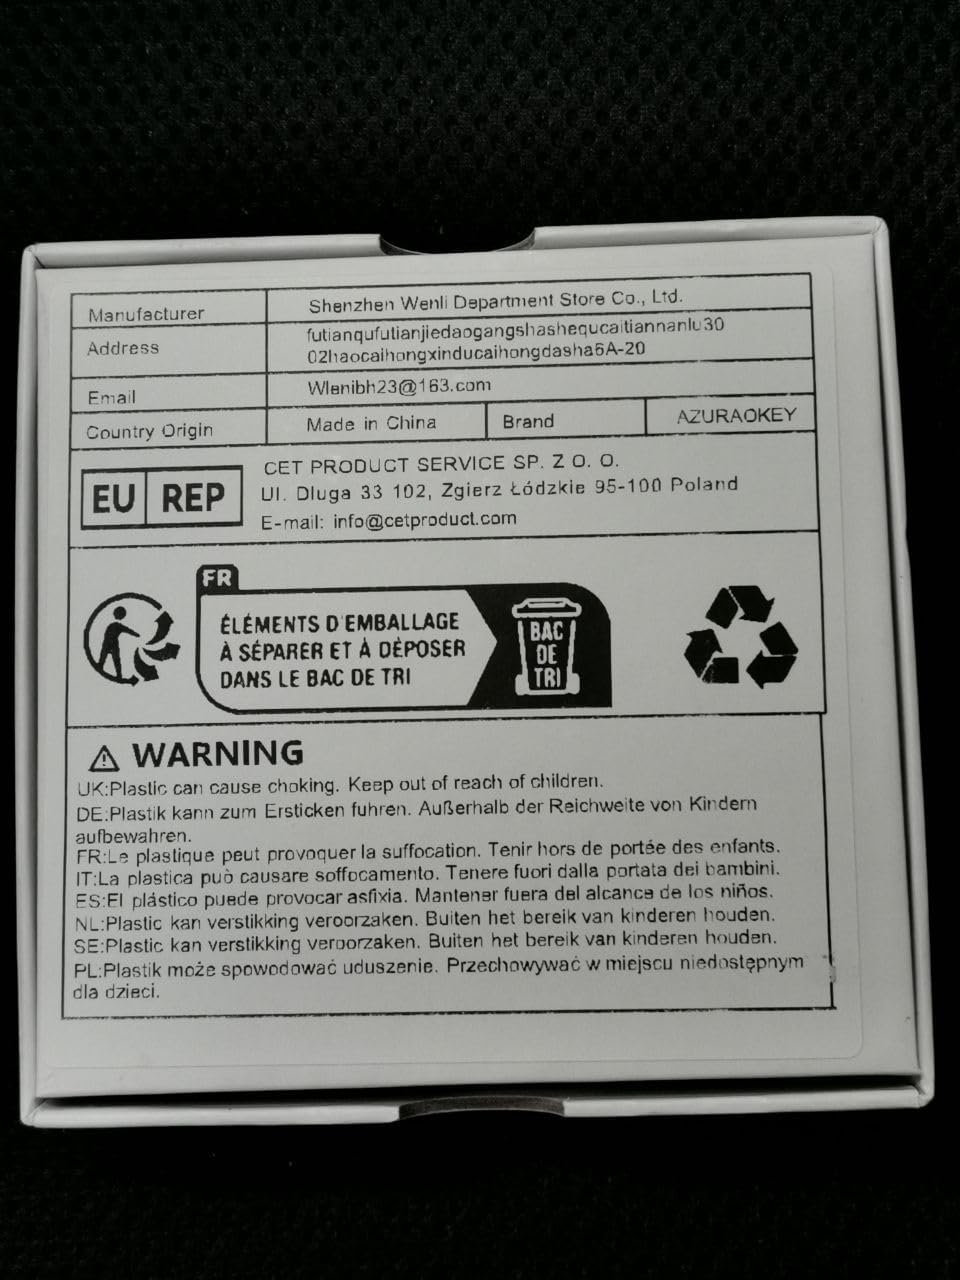 Manufacturer Shenzhen Wenli Department Store Co., Ltd.
Address futianqufutianjiedaogangshashequcaitiannanlu30
02haocaihongxinducaihongdasha6A-20
Email Wlenibh23@163.com
Country Origin Made in China Brand AZURAOKEY
EU REP
CET PRODUCT SERVICE SP. Z O. O.
Ul. Dluga 33 102, Zgierz Łódzkie 95-100 Poland
E-mail: info@cetproduct.com
FR
ÉLÉMENTS D'EMBALLAGE
À SÉPARER ET À DÉPOSER
DANS LE BAC DE TRI
BAC
DE
TRI
⚠ WARNING
UK:Plastic can cause choking. Keep out of reach of children.
DE:Plastik kann zum Ersticken fuhren. Außerhalb der Reichweite von Kindern
aufbewahren.
FR:Le plastique peut provoquer la suffocation. Tenir hors de portée des enfants.
IT:La plastica può causare soffocamento. Tenere fuori dalla portata dei bambini.
ES:El plástico puede provocar asfixia. Mantener fuera del alcance de los niños.
NL:Plastic kan verstikking veroorzaken. Buiten het bereik van kinderen houden.
SE:Plastic kan verstikking veroorzaken. Buiten het bereik van kinderen houden.
PL:Plastik może spowodować uduszenie. Przechowywać w miejscu niedostępnym
dla dzieci.